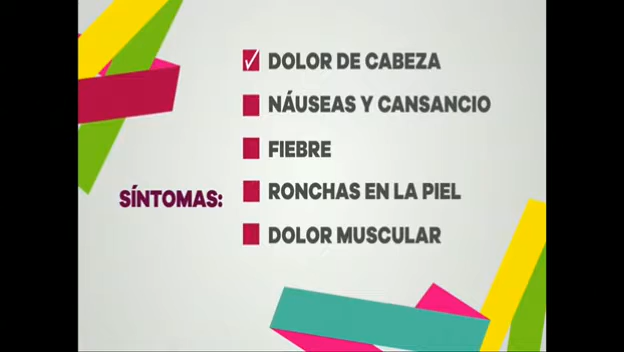 DOLOR DE CABEZA
NÁUSEAS Y CANSANCIO
FIEBRE
SÍNTOMAS:
RONCHAS EN LA PIEL
DOLOR MUSCULAR